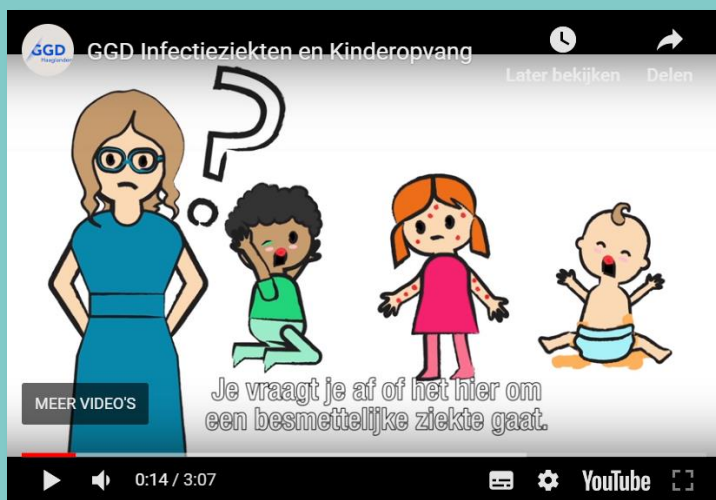 GGD
Haaglanden
GGD Infectieziekten en Kinderopvang
Later bekijken
Delen
?
Je vraagt je af of het hier om
een besmettelijke ziekte gaat.
MEER VIDEO'S
0:14 / 3:07
YouTube